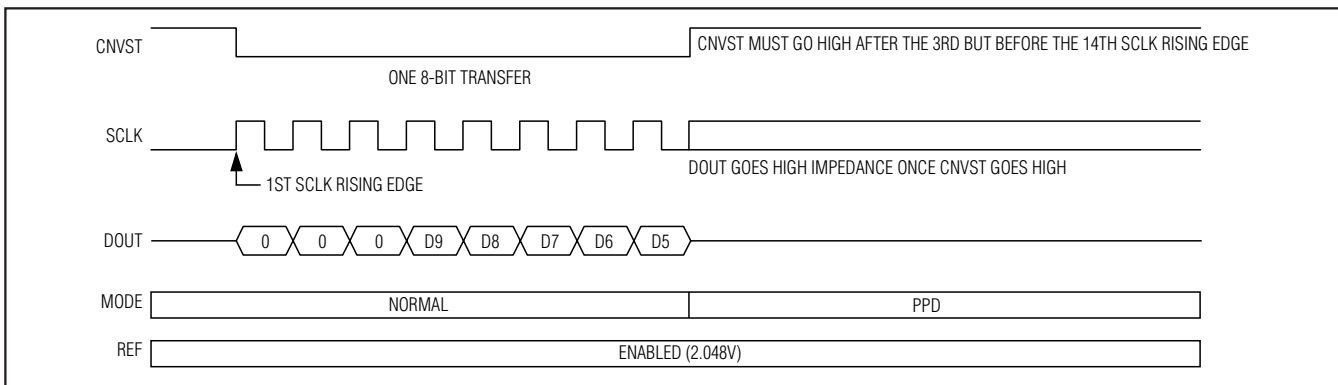 CNVST
CNVST MUST GO HIGH AFTER THE 3RD BUT BEFORE THE 14TH SCLK RISING EDGE
ONE 8-BIT TRANSFER
SCLK
DOUT GOES HIGH IMPEDANCE ONCE CNVST GOES HIGH
1ST SCLK RISING EDGE
DOUT 0 0 0 D9 D8 D7 D6 D5
MODE NORMAL PPD
REF ENABLED (2.048V)